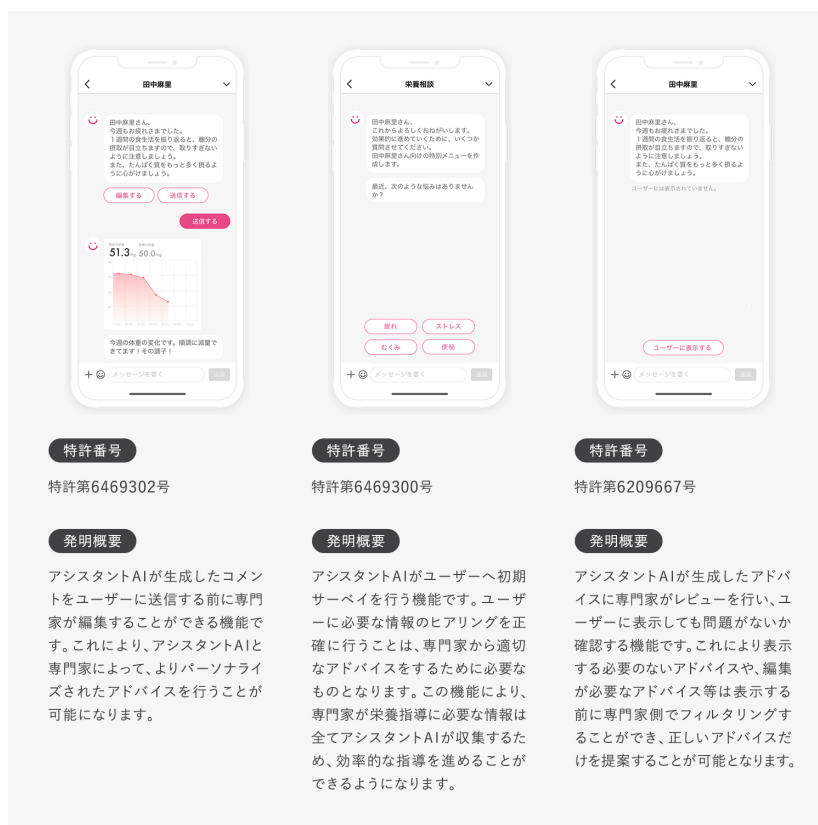 田中麻里
田中麻里さん、
今週もお疲れさまでした。
1週間の食生活を振り返ると、糖分の
摂取が目立ちますので、取りすぎない
ように注意しましょう。
また、たんぱく質をもっと多く摂るよ
うに心がけましょう。
編集する
送信する
送信する
51.3kg 50.0kg
今週の体重の変化です。順調に減量で
きてます！その調子！
メッセージを書く
送信
栄養相談
田中麻里さん、
これからよろしくおねがいします。
効果的に進めていくために、いくつか
質問させてください。
田中麻里さん向けの特別メニューを作
成します。
最近、次のような悩みはありません
か？
疲れ
ストレス
むくみ
便秘
メッセージを書く
送信
田中麻里
田中麻里さん、
今週もお疲れさまでした。
1週間の食生活を振り返ると、糖分の
摂取が目立ちますので、取りすぎない
ように注意しましょう。
また、たんぱく質をもっと多く摂るよ
うに心がけましょう。
ユーザーには表示されていません。
ユーザーに表示する
メッセージを書く
送信
特許番号
特許第6469302号
発明概要
アシスタントAIが生成したコメン
トをユーザーに送信する前に専門
家が編集することができる機能で
す。これにより、アシスタントAIと
専門家によって、よりパーソナライ
ズされたアドバイスを行うことが
可能になります。
特許番号
特許第6469300号
発明概要
アシスタントAIがユーザーへ初期
サーベイを行う機能です。ユーザ
ーに必要な情報のヒアリングを正
確に行うことは、専門家から適切
なアドバイスをするために必要な
ものとなります。この機能により、
専門家が栄養指導に必要な情報は
全てアシスタントAIが収集するた
め、効率的な指導を進めることが
できるようになります。
特許番号
特許第6209667号
発明概要
アシスタントAIが生成したアドバ
イスに専門家がレビューを行い、ユ
ーザーに表示しても問題がないか
確認する機能です。これにより表示
する必要のないアドバイスや、編集
が必要なアドバイス等は表示する
前に専門家側でフィルタリングす
ることができ、正しいアドバイスだ
けを提案することが可能となります。